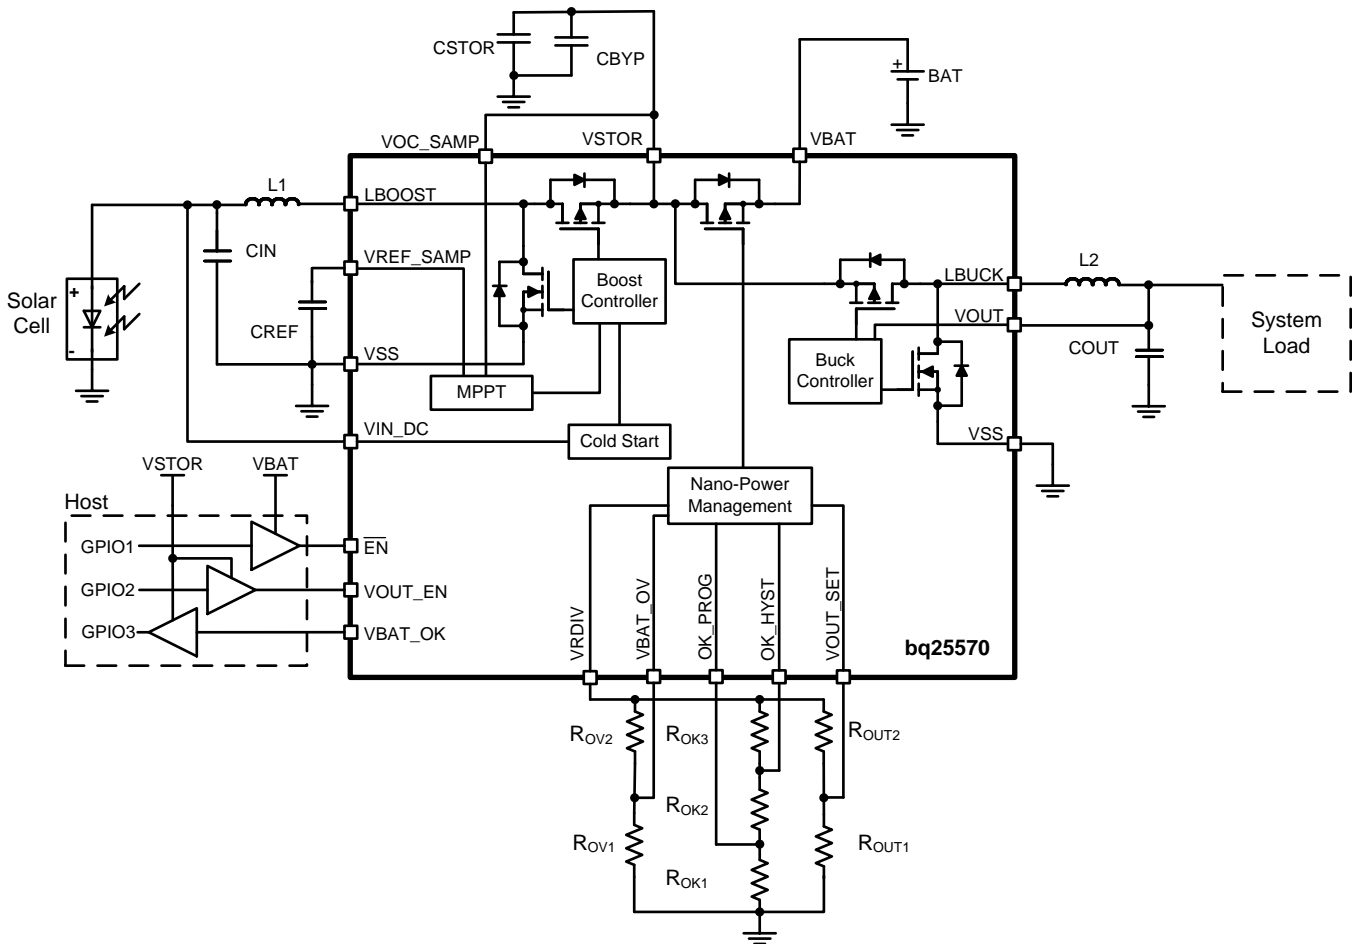 CSTOR
CBYP
+
BAT
VOC_SAMP
VSTOR
VBAT
L1
LBOOST
CIN
VREF_SAMP
Boost
Controller
LBUCK
L2
Solar
Cell
+
-
CREF
VSS
MPPT
VOUT
COUT
System
Load
Buck
Controller
VIN_DC
Cold Start
VSS
VSTOR
VBAT
Nano-Power
Management
Host
GPIO1
EN
GPIO2
VOUT_EN
GPIO3
VBAT_OK
VRDIV
VBAT_OV
OK_PROG
OK_HYST
VOUT_SET
bq25570
ROV2
ROK3
ROUT2
ROK2
ROV1
ROUT1
ROK1